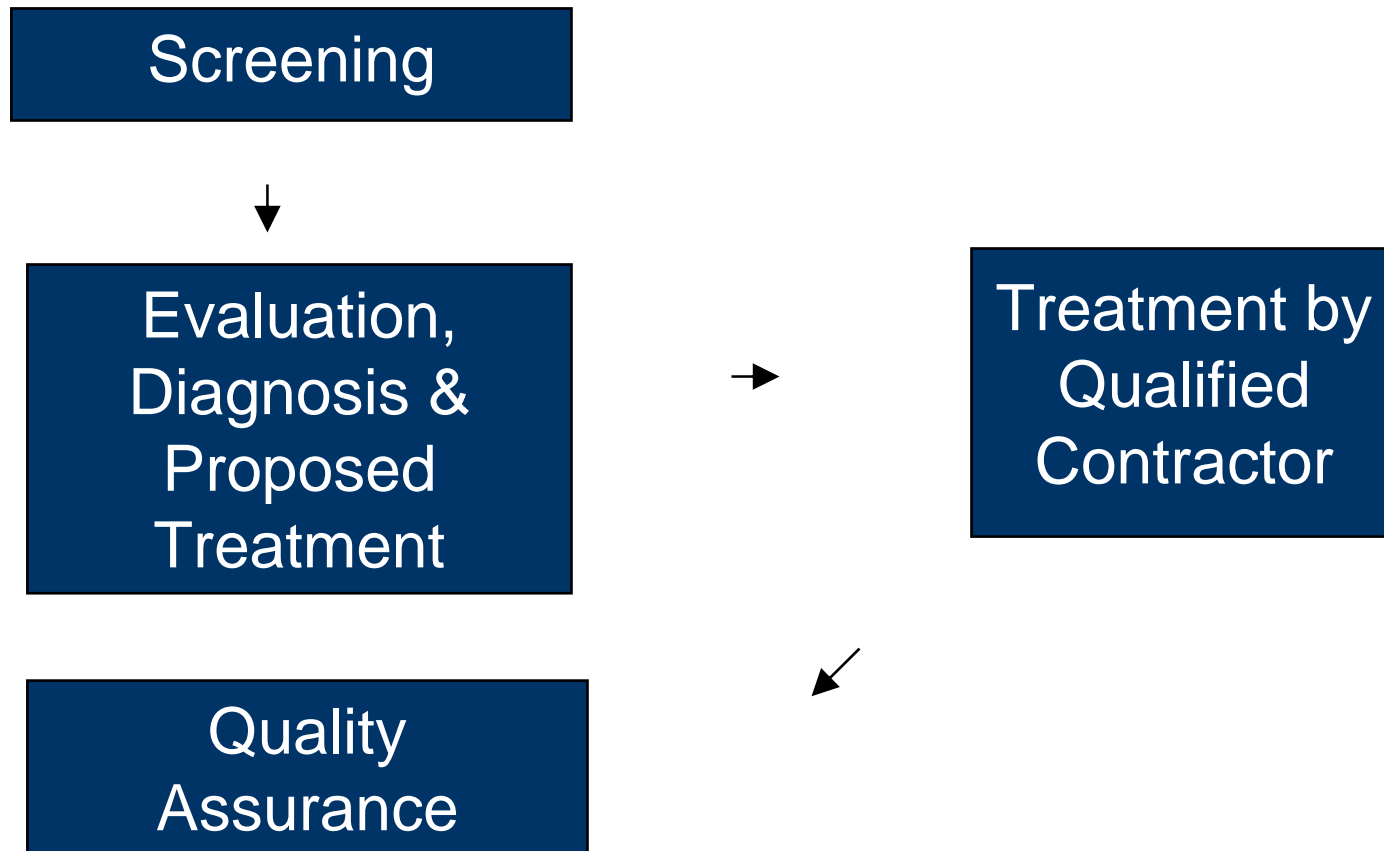 Screening
Evaluation,
Diagnosis &
Proposed
Treatment
Treatment by
Qualified
Contractor
Quality
Assurance